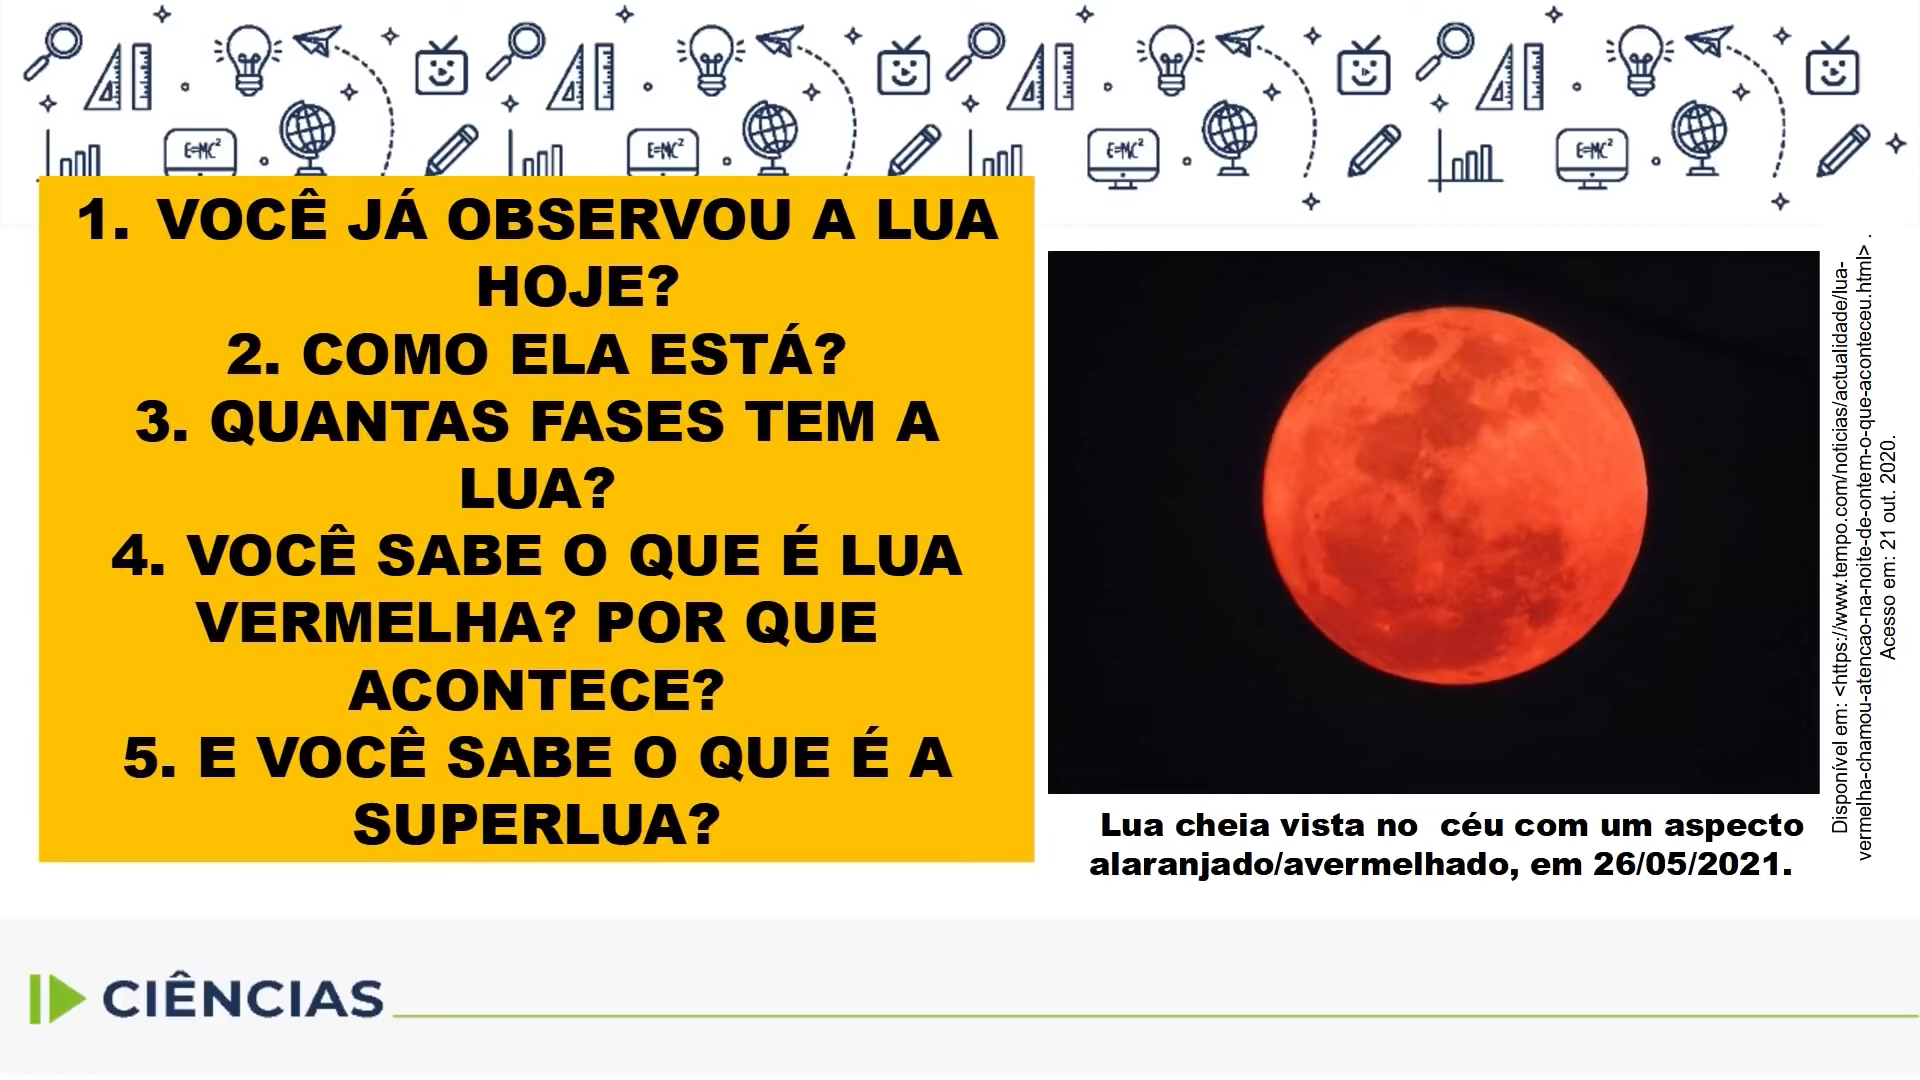 E=MC²
E=MC²
E=MC²
E=MC²
1. VOCÊ JÁ OBSERVOU A LUA
HOJE?
2. COMO ELA ESTÁ?
3. QUANTAS FASES TEM A
LUA?
4. VOCÊ SABE O QUE É LUA
VERMELHA? POR QUE
ACONTECE?
5. E VOCÊ SABE O QUE É A
SUPERLUA?
Lua cheia vista no céu com um aspecto
alaranjado/avermelhado, em 26/05/2021.
Disponível em: <https://www.tempo.com/noticias/actualidade/lua-
vermelha-chamou-atencao-na-noite-de-ontem-o-que-aconteceu.html> .
Acesso em: 21 out. 2020.
CIÊNCIAS